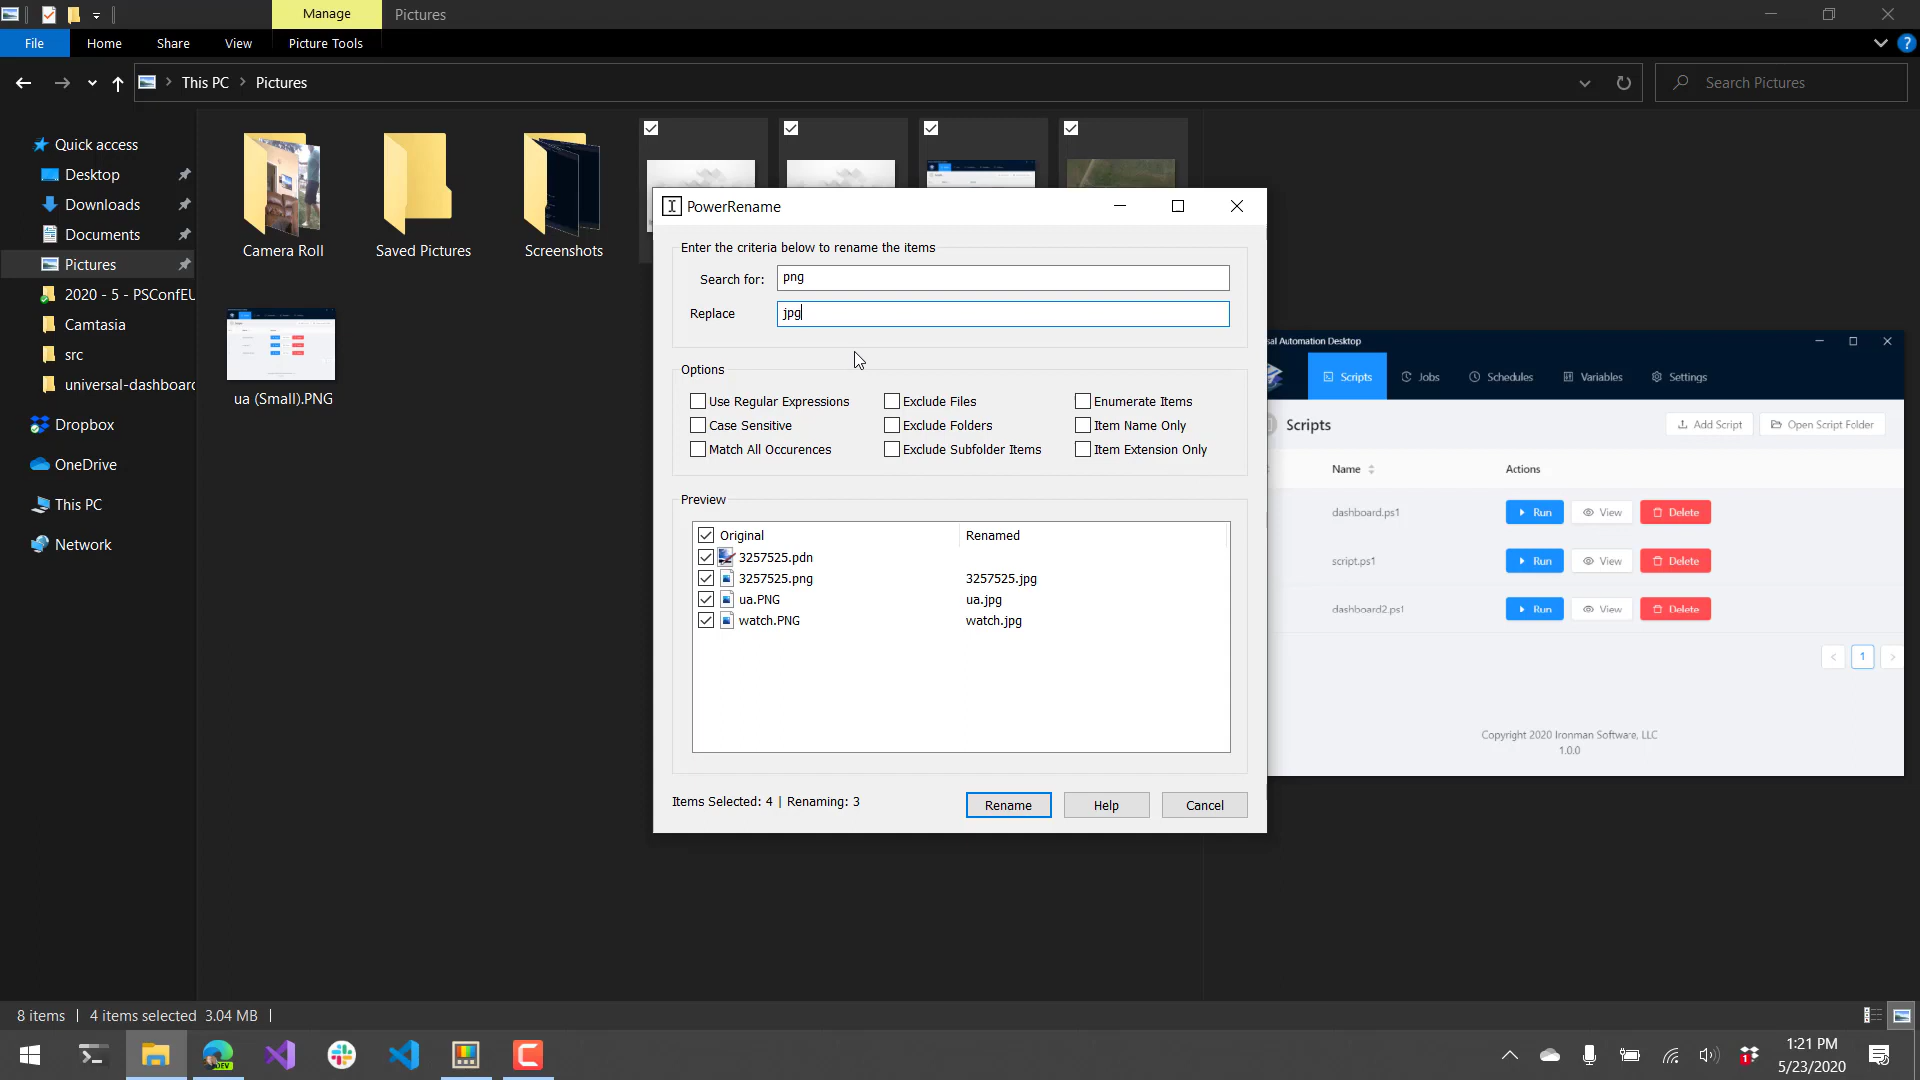 Manage
Pictures
File
Home
Share
View
Picture Tools
This PC
Pictures
Search Pictures
Quick access
Desktop
Downloads
Documents
Pictures
2020 - 5 - PSConfEU
Camtasia
src
universal-dashboard
Dropbox
OneDrive
This PC
Network
Camera Roll
Saved Pictures
Screenshots
ua (Small).PNG
PowerRename
Enter the criteria below to rename the items
Search for:
png
Replace
jpg
Options
Use Regular Expressions
Exclude Files
Enumerate Items
Case Sensitive
Exclude Folders
Item Name Only
Match All Occurences
Exclude Subfolder Items
Item Extension Only
Preview
Original
Renamed
3257525.pdn
3257525.png
3257525.jpg
ua.PNG
ua.jpg
watch.PNG
watch.jpg
Items Selected: 4 | Renaming: 3
Rename
Help
Cancel
sal Automation Desktop
Scripts
Jobs
Schedules
Variables
Settings
Scripts
Add Script
Open Script Folder
Name
Actions
dashboard.ps1
Run
View
Delete
script.ps1
Run
View
Delete
dashboard2.ps1
Run
View
Delete
1
Copyright 2020 Ironman Software, LLC
1.0.0
8 items
4 items selected 3.04 MB
DEV
1
1:21 PM
5/23/2020